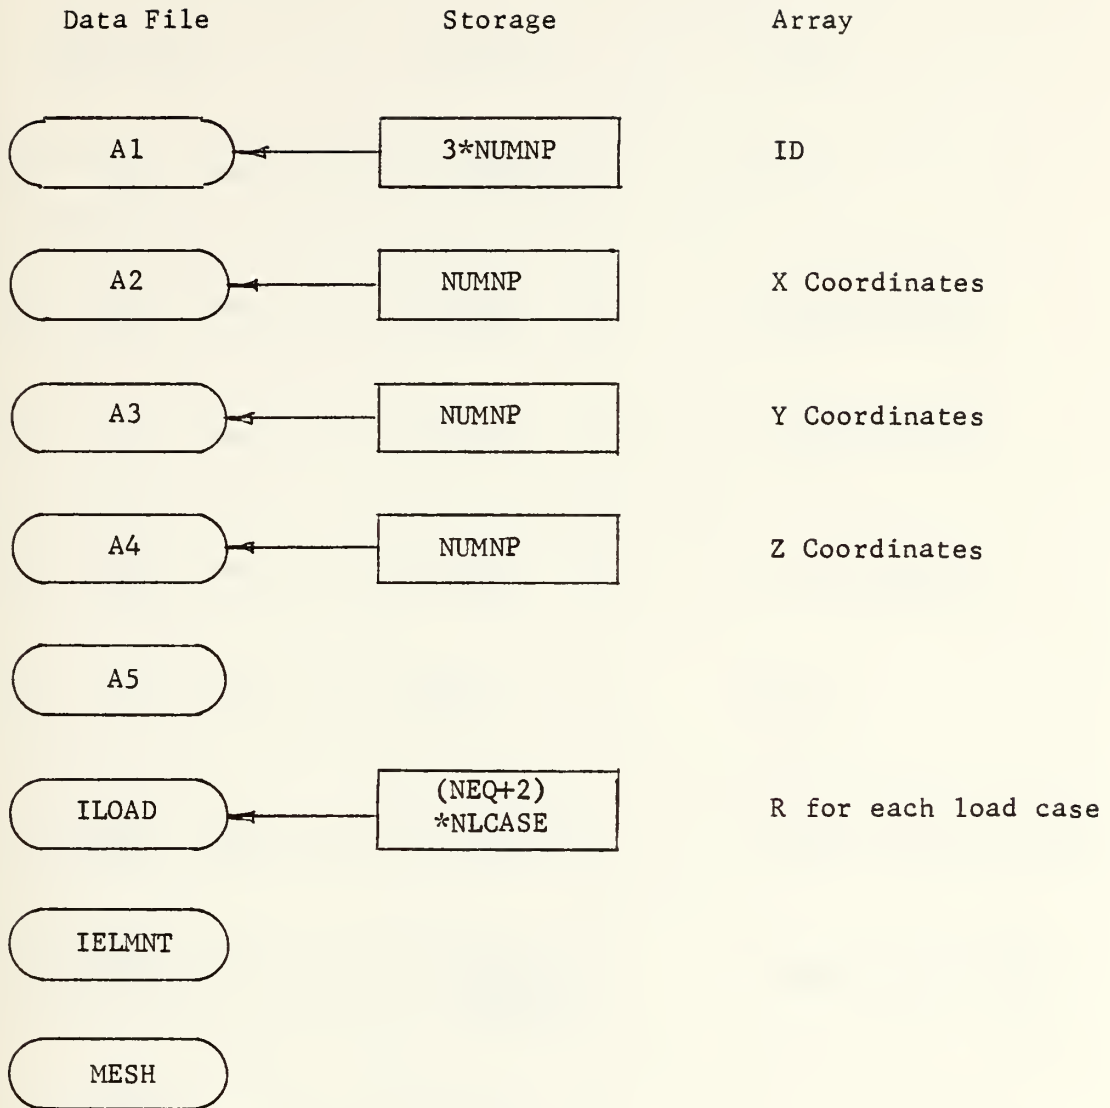 Data File Storage Array
A1 3*NUMNP ID
A2 NUMNP X Coordinates
A3 NUMNP Y Coordinates
A4 NUMNP Z Coordinates
A5
ILOAD (NEQ+2) R for each load case
*NLCASE
IELMNT
MESH